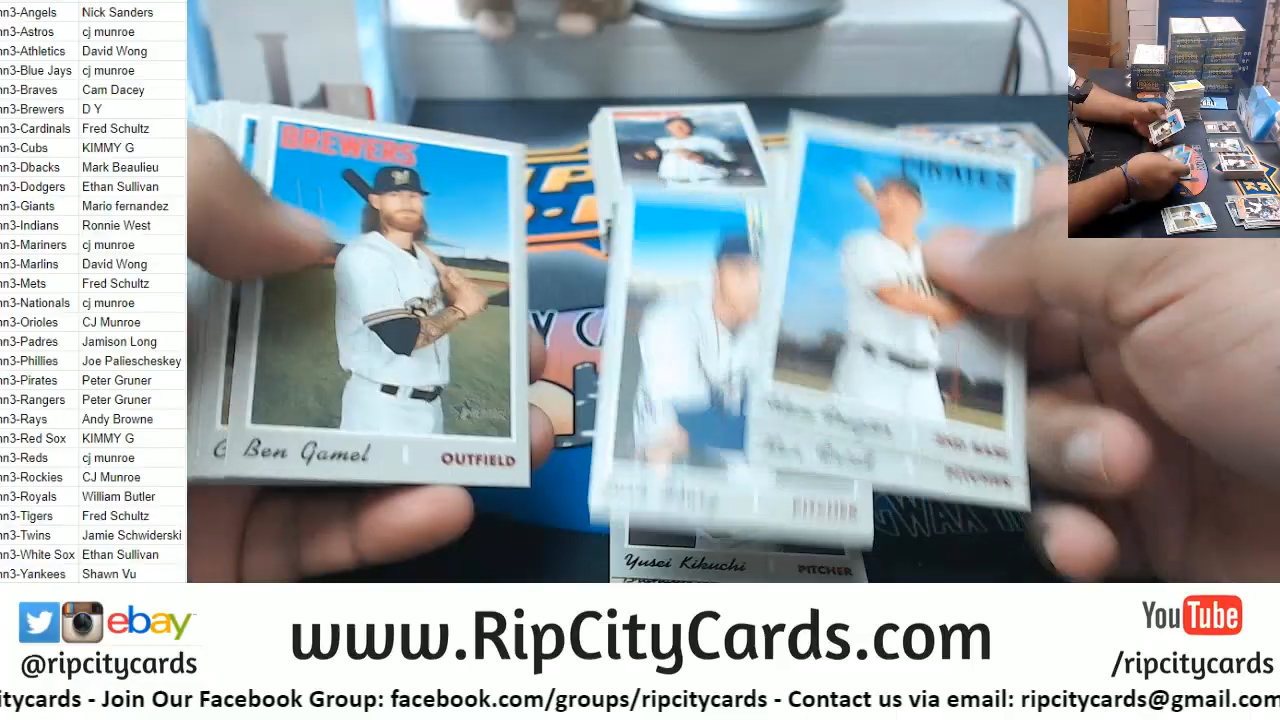 nn3-Angels Nick Sanders
nn3-Astros cj munroe
nn3-Athletics David Wong
nn3-Blue Jays cj munroe
nn3-Braves Cam Dacey
nn3-Brewers D Y
nn3-Cardinals Fred Schultz
nn3-Cubs KIMMY G
nn3-Dbacks Mark Beaulieu
nn3-Dodgers Ethan Sullivan
nn3-Giants Mario fernandez
nn3-Indians Ronnie West
nn3-Mariners cj munroe
nn3-Marlins David Wong
nn3-Mets Fred Schultz
nn3-Nationals cj munroe
nn3-Orioles CJ Munroe
nn3-Padres Jamison Long
nn3-Phillies Joe Paliescheskey
nn3-Pirates Peter Gruner
nn3-Rangers Peter Gruner
nn3-Rays Andy Browne
nn3-Red Sox KIMMY G
nn3-Reds cj munroe
nn3-Rockies CJ Munroe
nn3-Royals William Butler
nn3-Tigers Fred Schultz
nn3-Twins Jamie Schwiderski
nn3-White Sox Ethan Sullivan
nn3-Yankees Shawn Vu
BREWERS
Ben Gamel OUTFIELD
PIRATES
PITCHER
Yusei Kikuchi PITCHER
ebay
@ripcitycards
www.RipCityCards.com
YouTube
/ripcitycards
citycards - Join Our Facebook Group: facebook.com/groups/ripcitycards - Contact us via email: ripcitycards@gmail.com